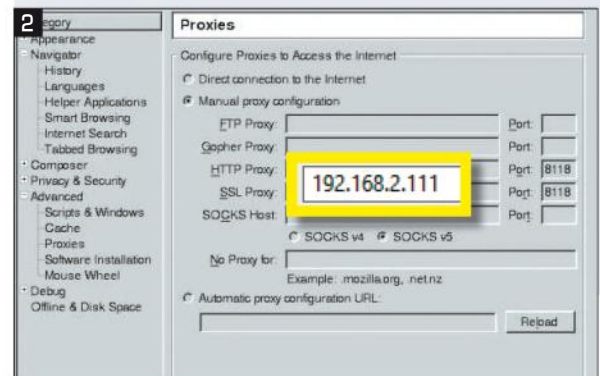 2
egory
Appearance
Navigator
History
Languages
Helper Applications
Smart Browsing
Internet Search
Tabbed Browsing
Composer
Privacy & Security
Advanced
Scripts & Windows
Cache
Proxies
Software Installation
Mouse Wheel
Debug
Offline & Disk Space
Proxies
Configure Proxies to Access the Internet
Direct connection to the Internet
Manual proxy configuration
FTP Proxy: Port:
Gopher Proxy: Port:
HTTP Proxy: Port: 8118
192.168.2.111
SSL Proxy: Port: 8118
SOCKS Host: Port:
SOCKS v4 SOCKS v5
No Proxy for:
Example: .mozilla.org, .net.nz
Automatic proxy configuration URL:
Reload